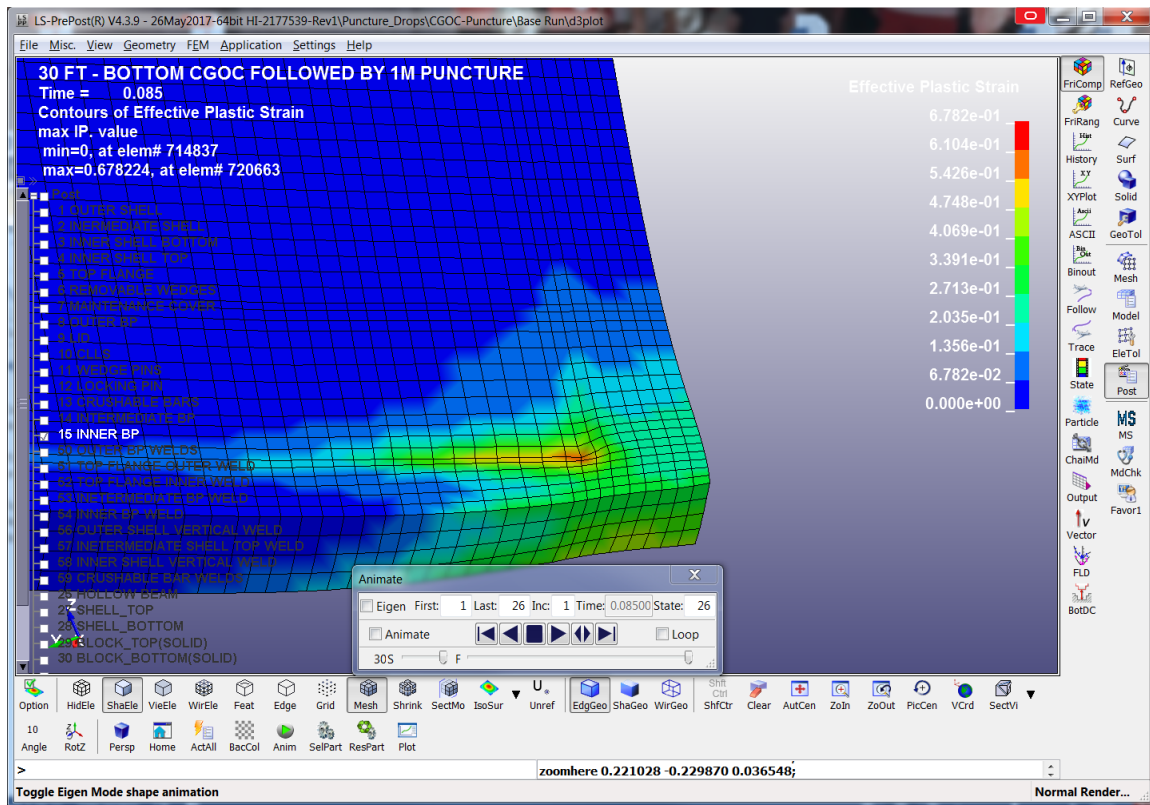 LS-PrePost(R) V4.3.9 - 26May2017-64bit HI-2177539-Rev1\Puncture_Drops\CGOC-Puncture\Base Run\d3plot
File Misc. View Geometry FEM Application Settings Help
30 FT - BOTTOM CGOC FOLLOWED BY 1M PUNCTURE
Time = 0.085
Contours of Effective Plastic Strain
max IP. value
min=0, at elem# 714837
max=0.678224, at elem# 720663
Effective Plastic Strain
6.782e-01
6.104e-01
5.426e-01
4.748e-01
4.069e-01
3.391e-01
2.713e-01
2.035e-01
1.356e-01
6.782e-02
0.000e+00
Post
1 OUTER SHELL
2 INERMEDIATE SHELL
3 INNER SHELL BOTTOM
4 INNER SHELL TOP
5 TOP FLANGE
6 REMOVABLE WEDGES
7 MAINTENANCE COVER
8 OUTER BP
9 LID
10 CLLS
11 WEDGE PINS
12 LOCKING PIN
13 CRUSHABLE BARS
14 INTERMEDIATE BP
15 INNER BP
OUTER BP WELDS
TOP FLANGE OUTER WELD
52 TOP FLANGE INNER WELD
53 INETERMEDIATE BP WELD
54 INNER BP WELD
56 OUTER SHELL VERTICAL WELD
57 INETERMEDIATE SHELL TOP WELD
58 INNER SHELL VERTICAL WELD
59 CRUSHABLE BAR WELDS
HOLLOW BEAM
SHELL_TOP
28 SHELL_BOTTOM
29 BLOCK_TOP(SOLID)
30 BLOCK_BOTTOM(SOLID)
Z
Y
X
FriComp RefGeo
FriRang Curve
Hist
History Surf
X Y
XYPlot Solid
Ascii
ASCII GeoTol
Bin Out
Binout Mesh
Follow Model
Trace EleTol
State Post
Particle MS
MS
ChaiMd MdChk
Output Favor1
Vector
FLD
BotDC
Animate
Eigen First: 1 Last: 26 Inc: 1 Time: 0.08500 State: 26
Animate Loop
30S F
Option HidEle ShaEle VieEle WirEle Feat Edge Grid Mesh Shrink SectMo IsoSur Unref EdgGeo ShaGeo WirGeo ShfCtr Clear AutCen ZoIn ZoOut PicCen VCrd SectVi
U
Shft Ctrl
10
Angle RotZ Persp Home ActAll BacCol Anim SelPart ResPart Plot
> zoomhere 0.221028 -0.229870 0.036548;
Toggle Eigen Mode shape animation Normal Render...